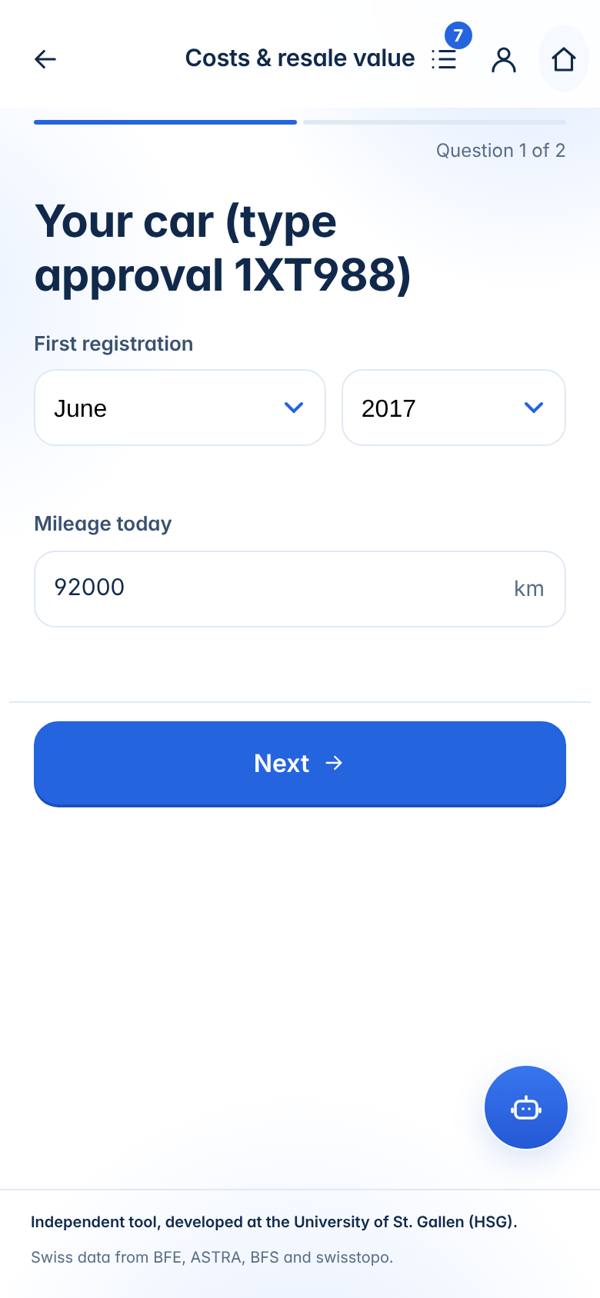 Costs & resale value
7
Question 1 of 2
Your car (type
approval 1XT988)
First registration
June
2017
Mileage today
92000
km
Next →
Independent tool, developed at the University of St. Gallen (HSG).
Swiss data from BFE, ASTRA, BFS and swisstopo.